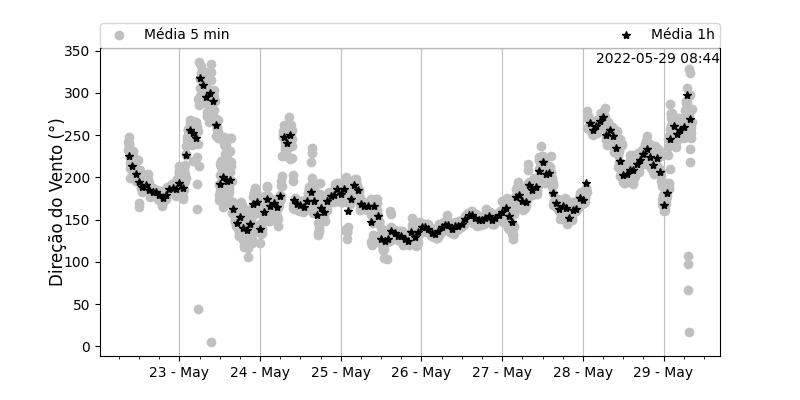 Média 5 min
Média 1h
2022-05-29 08:44
Direção do Vento (°)
350
300
250
200
150
100
50
0
23 - May
24 - May
25 - May
26 - May
27 - May
28 - May
29 - May